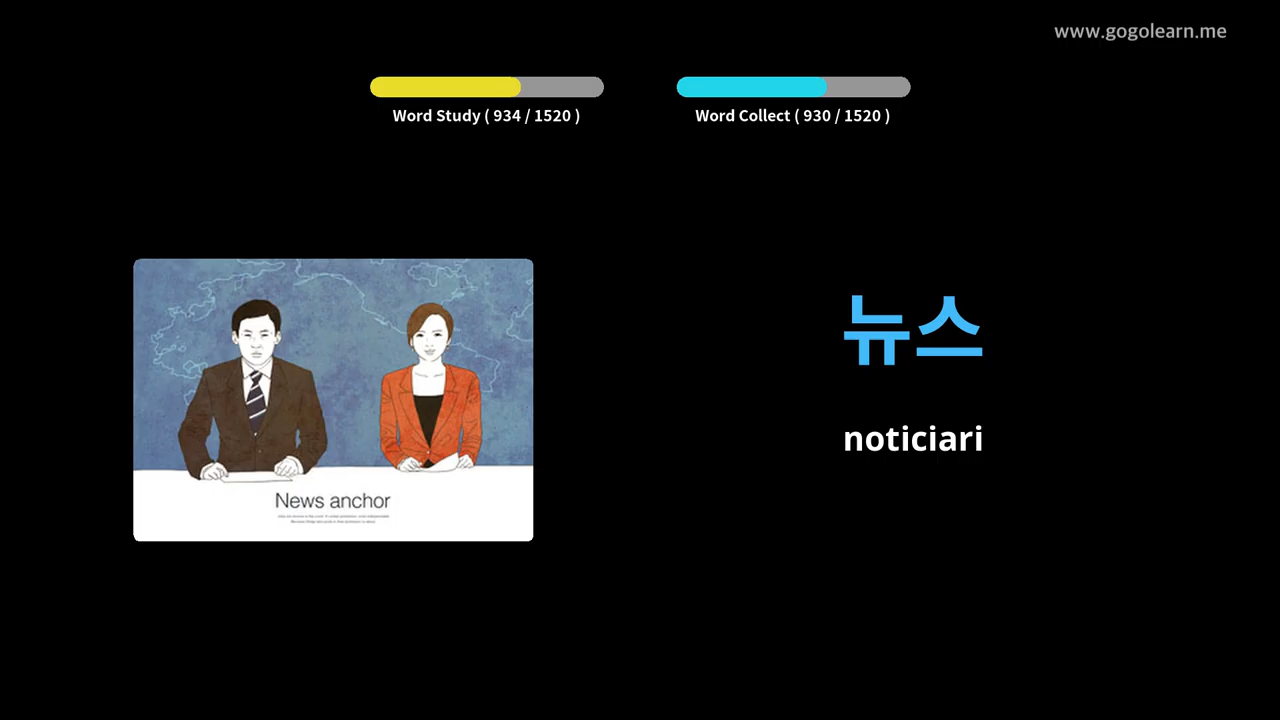 www.gogolearn.me
Word Study ( 934 / 1520 )
Word Collect ( 930 / 1520 )
뉴스
noticiari
News anchor